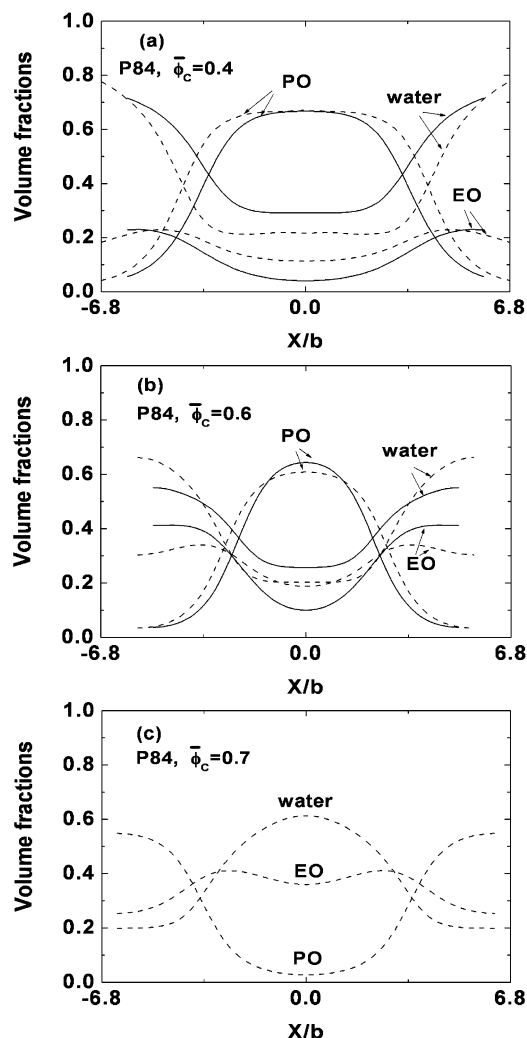 (a)
P84, ϕ̄c=0.4
PO
water
EO
Volume fractions
1.0
0.8
0.6
0.4
0.2
0.0
-6.8 0.0 6.8
X/b
(b)
P84, ϕ̄c=0.6
PO
water
EO
Volume fractions
1.0
0.8
0.6
0.4
0.2
0.0
-6.8 0.0 6.8
X/b
(c)
P84, ϕ̄c=0.7
water
EO
PO
Volume fractions
1.0
0.8
0.6
0.4
0.2
0.0
-6.8 0.0 6.8
X/b